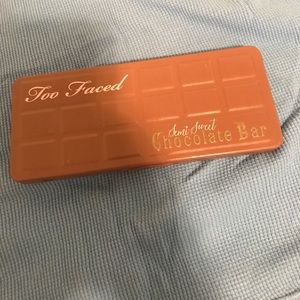 Too Faced
Semi Sweet
Chocolate Bar